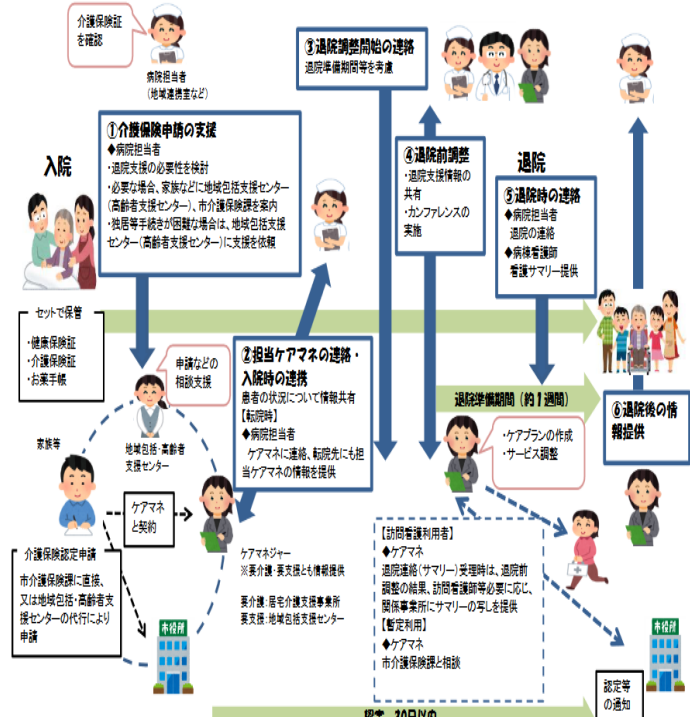 介護保険証
を確認
病院担当者
(地域連携室など)
③退院調整開始の連絡
退院準備期間等を考慮
入院
①介護保険申請の支援
◆病院担当者
・退院支援の必要性を検討
・必要な場合、家族などに地域包括支援センター
(高齢者支援センター)、市介護保険課を案内
・独居等手続きが困難な場合は、地域包括支援
センター(高齢者支援センター)に支援を依頼
④退院前調整
・退院支援情報の
共有
・カンファレンスの
実施
退院
⑤退院時の連絡
◆病院担当者
退院の連絡
◆病棟看護師
看護サマリー提供
セットで保管
・健康保険証
・介護保険証
・お薬手帳
申請などの
相談支援
②担当ケアマネの連絡・
入院時の連携
患者の状況について情報共有
【転院時】
◆病院担当者
ケアマネに連絡、転院先にも担
当ケアマネの情報を提供
退院準備期間(約1週間)
⑥退院後の情
報提供
・ケアプランの作成
・サービス調整
家族等
地域包括・高齢者
支援センター
ケアマネ
と契約
ケアマネジャー
※要介護・要支援とも情報提供
要介護:居宅介護支援事業所
要支援:地域包括支援センター
介護保険認定申請
市介護保険課に直接、
又は地域包括・高齢者支
援センターの代行により
申請
市役所
【訪問看護利用者】
◆ケアマネ
退院連絡(サマリー)受理時は、退院前
調整の結果、訪問看護師等必要に応じ、
関係事業所にサマリーの写しを提供
【暫定利用】
◆ケアマネ
市介護保険課と相談
市役所
認定等
の通知
認定 30日以内